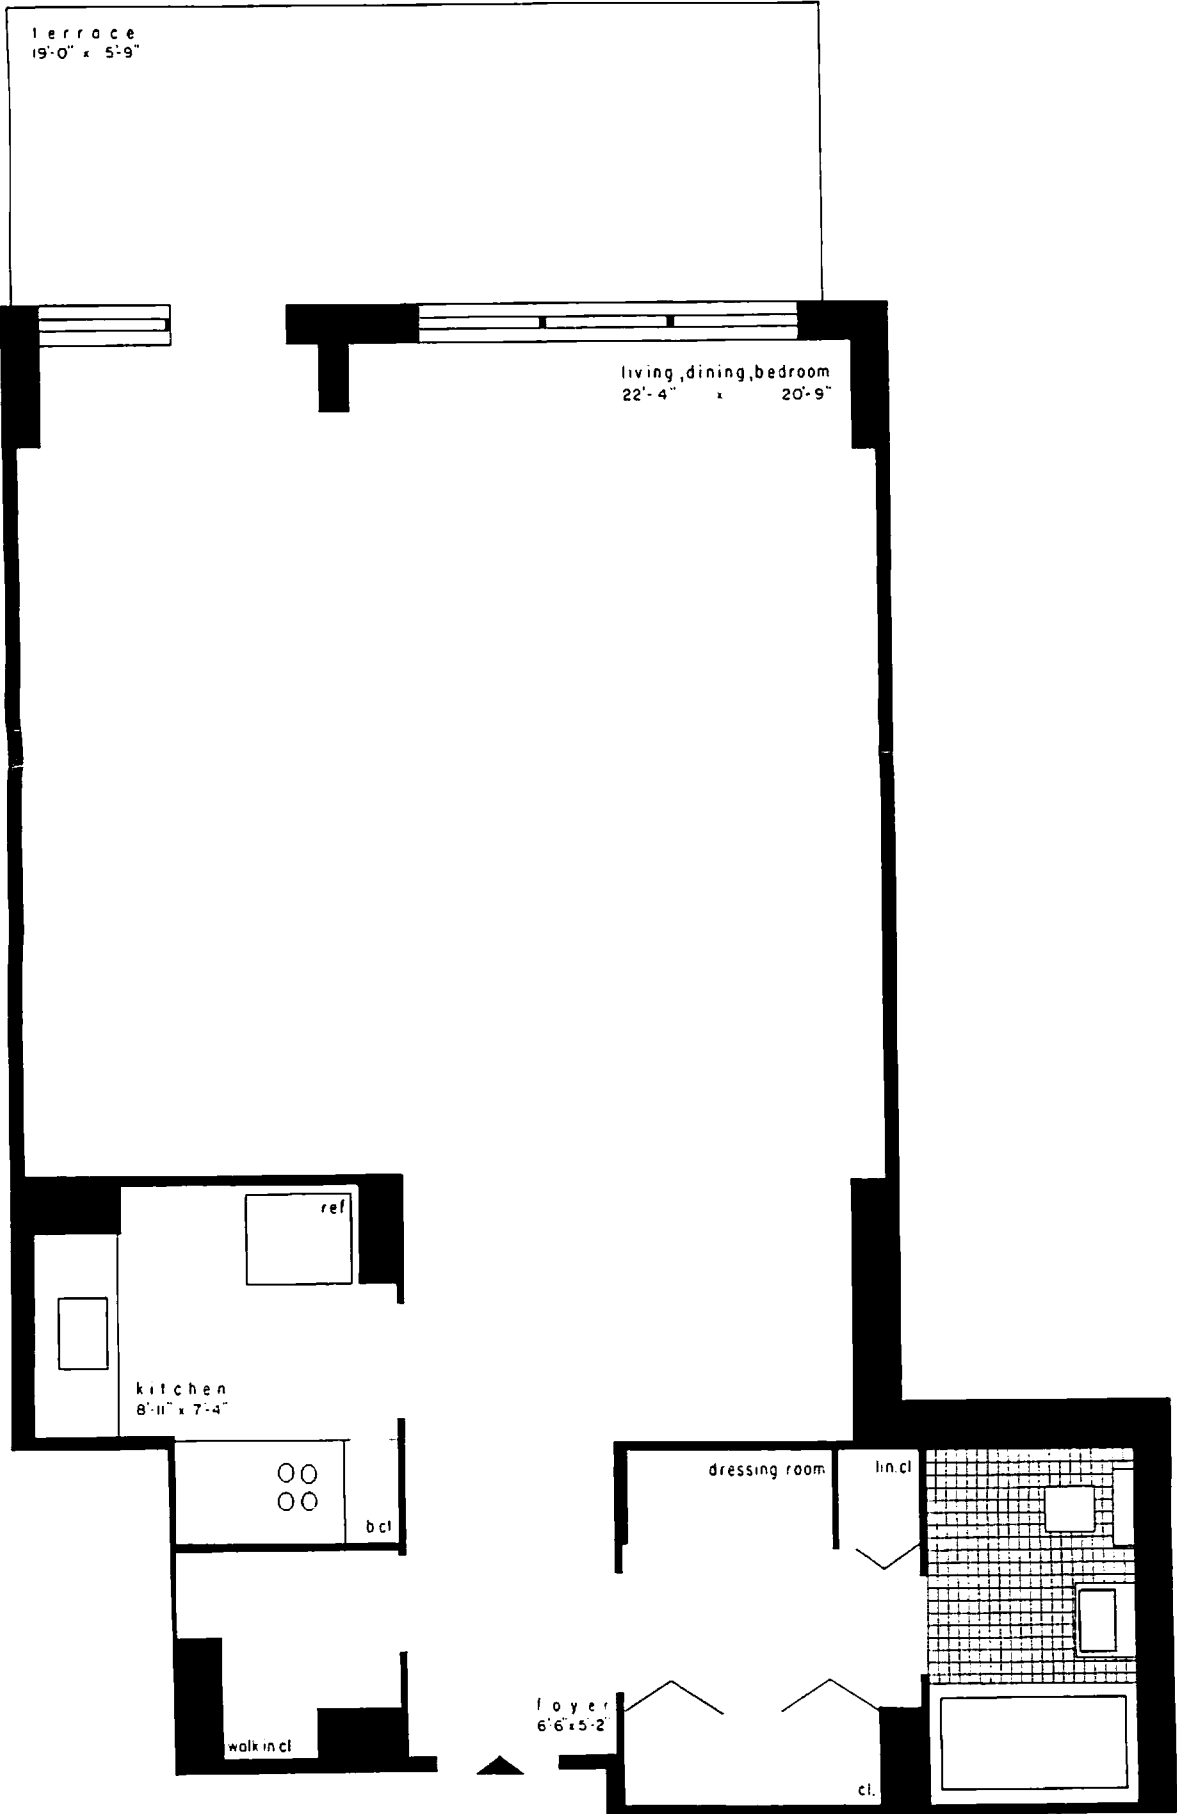 terrace
19'-0" x 5'-9"
living,dining,bedroom
22'-4" x 20'-9"
ref
kitchen
8'-11" x 7'-4"
b.cl
dressing room
lin.cl
foyer
6'6" x 5'-2"
walk in cl
cl.